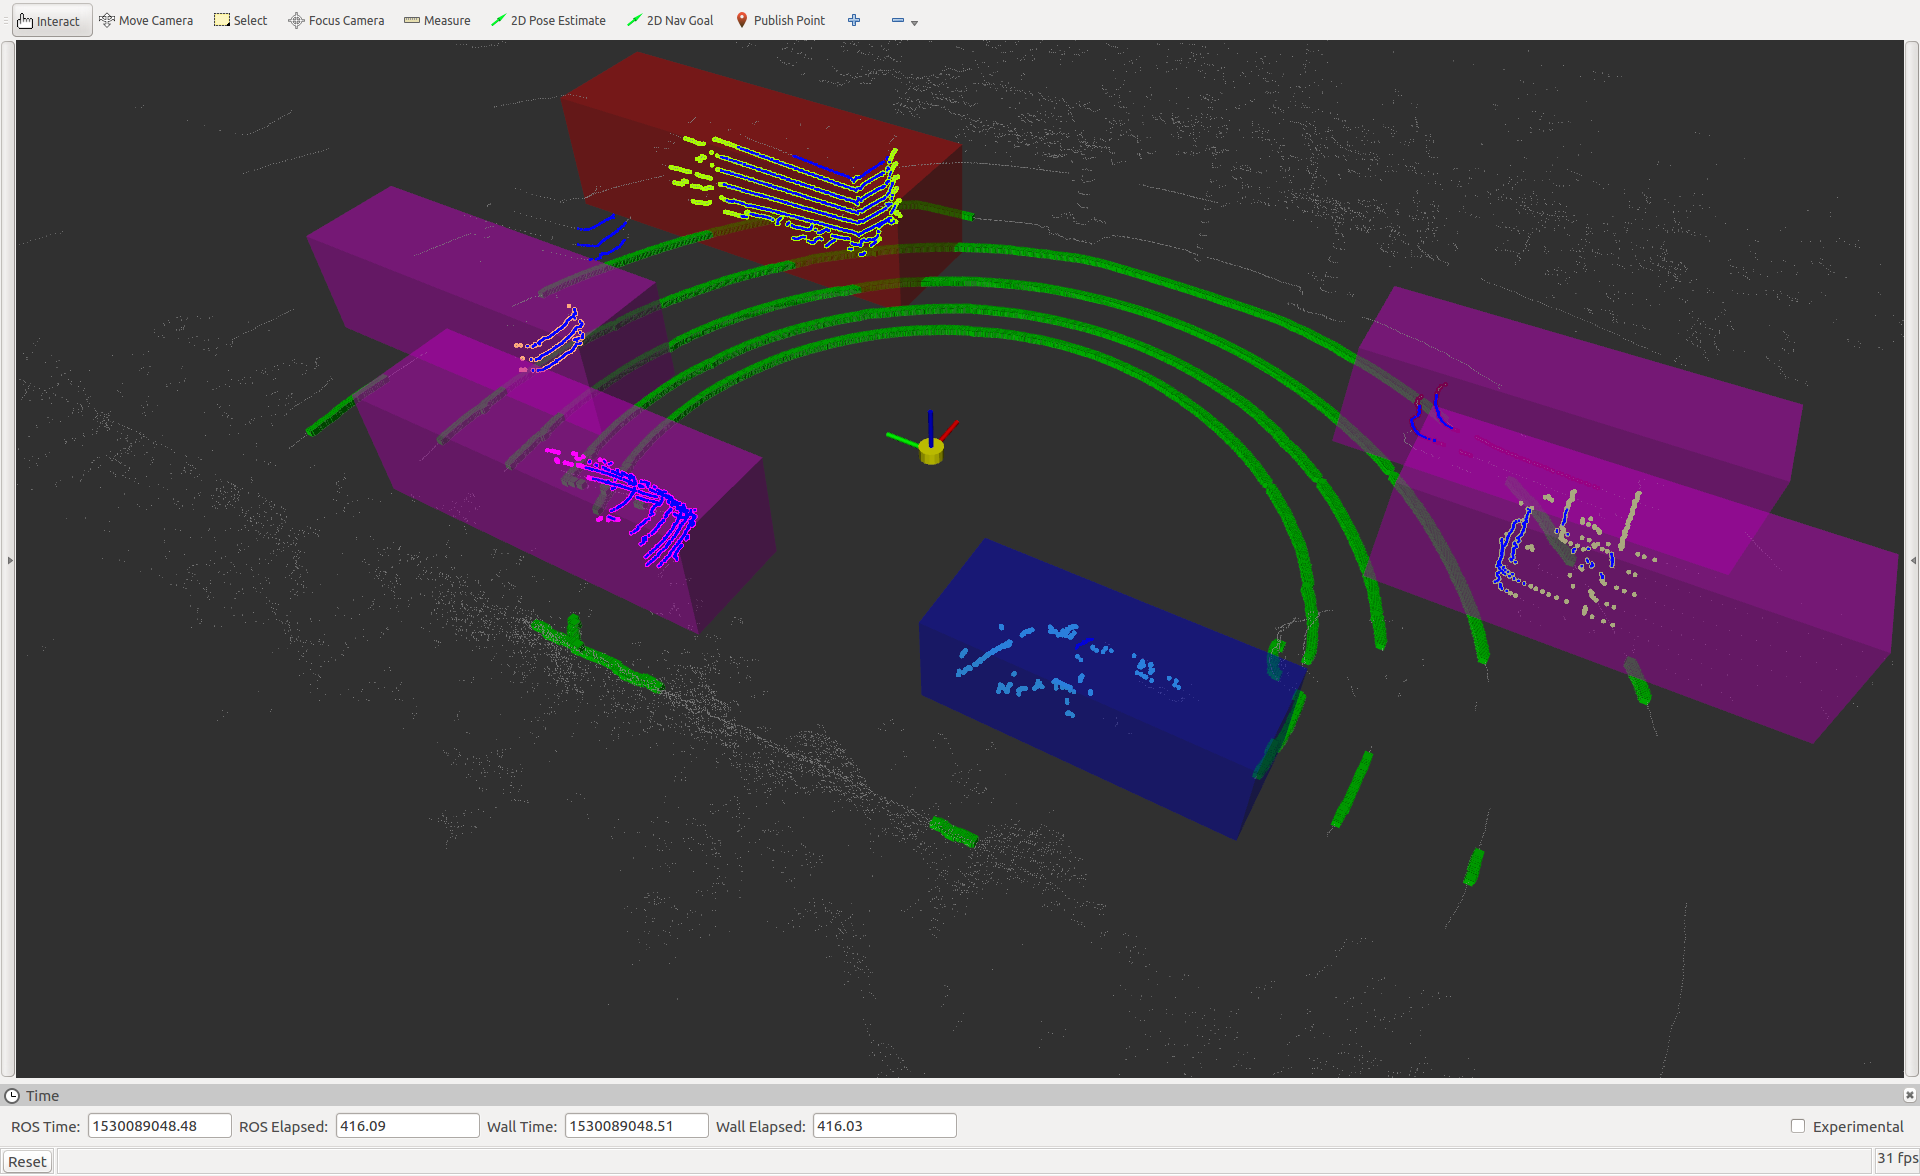 Interact Move Camera Select Focus Camera Measure 2D Pose Estimate 2D Nav Goal Publish Point
Time
ROS Time: 1530089048.48 ROS Elapsed: 416.09 Wall Time: 1530089048.51 Wall Elapsed: 416.03 Experimental
Reset 31 fps